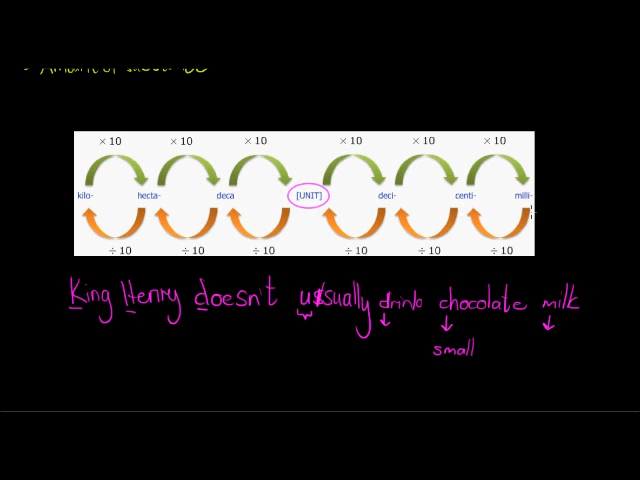 × 10 × 10 × 10 × 10 × 10 × 10
kilo- hecta- deca [UNIT] deci- centi- milli-
÷ 10 ÷ 10 ÷ 10 ÷ 10 ÷ 10 ÷ 10
King Henry doesn't usually drink chocolate milk
small